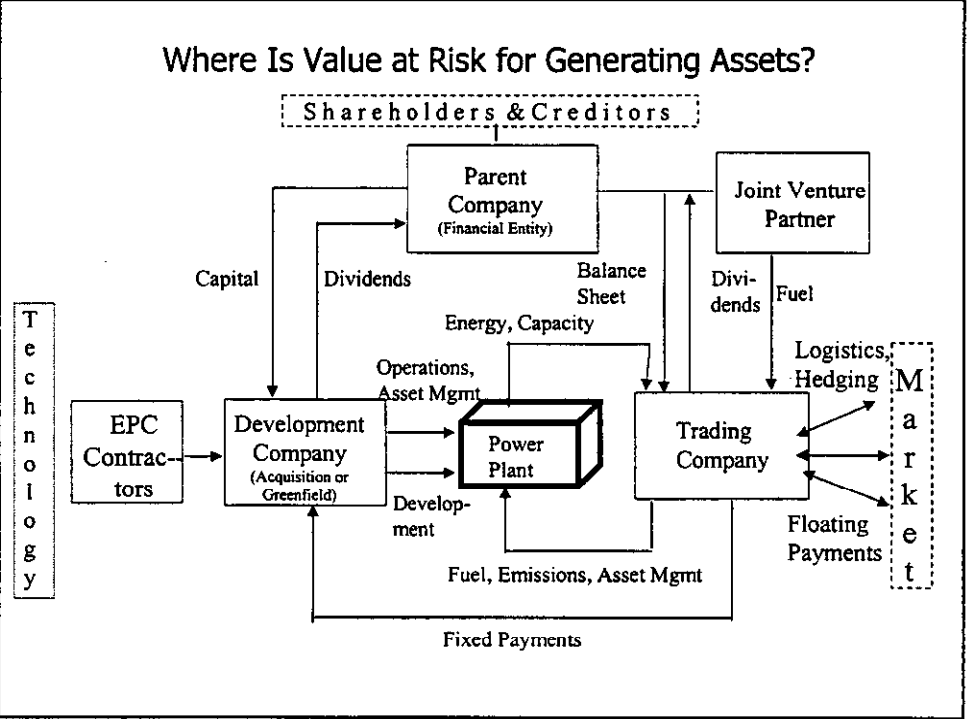 Where Is Value at Risk for Generating Assets?
Shareholders & Creditors
Parent
Company
(Financial Entity)
Joint Venture
Partner
Capital
Dividends
Balance
Sheet
Divi-
dends
Fuel
Energy, Capacity
Logistics,
Hedging
Operations,
Asset Mgmt
Technology
EPC
Contrac--
tors
Development
Company
(Acquisition or
Greenfield)
Power
Plant
Trading
Company
Market
Develop-
ment
Floating
Payments
Fuel, Emissions, Asset Mgmt
Fixed Payments